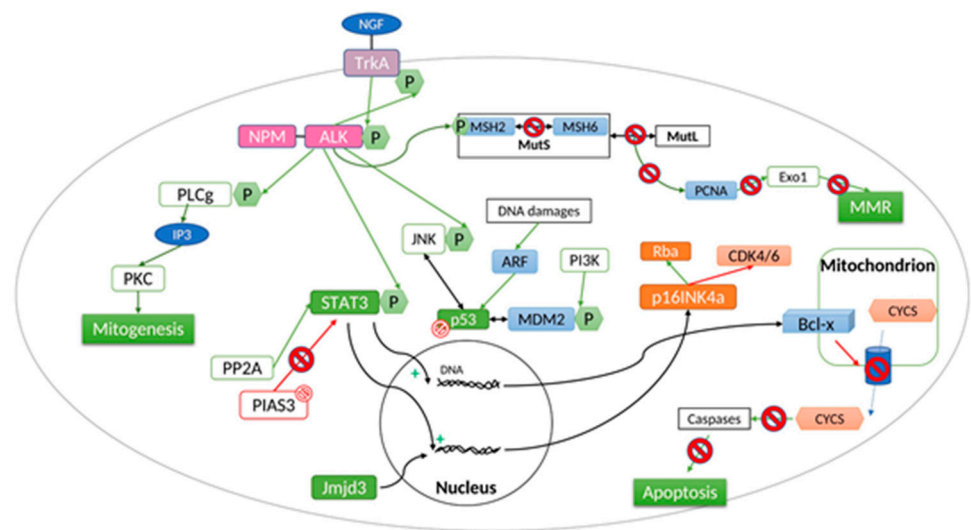 NGF
TrkA
P
NPM
ALK
P
P
MSH2
MSH6
MutS
MutL
PLCg
P
PCNA
Exo1
MMR
IP3
DNA damages
JNK
P
Rba
CDK4/6
PKC
ARF
PI3K
Mitochondrion
STAT3
P
p16INK4a
Mitogenesis
p53
MDM2
P
CYCS
Bcl-x
PP2A
DNA
PIAS3
Caspases
CYCS
Jmjd3
Nucleus
Apoptosis